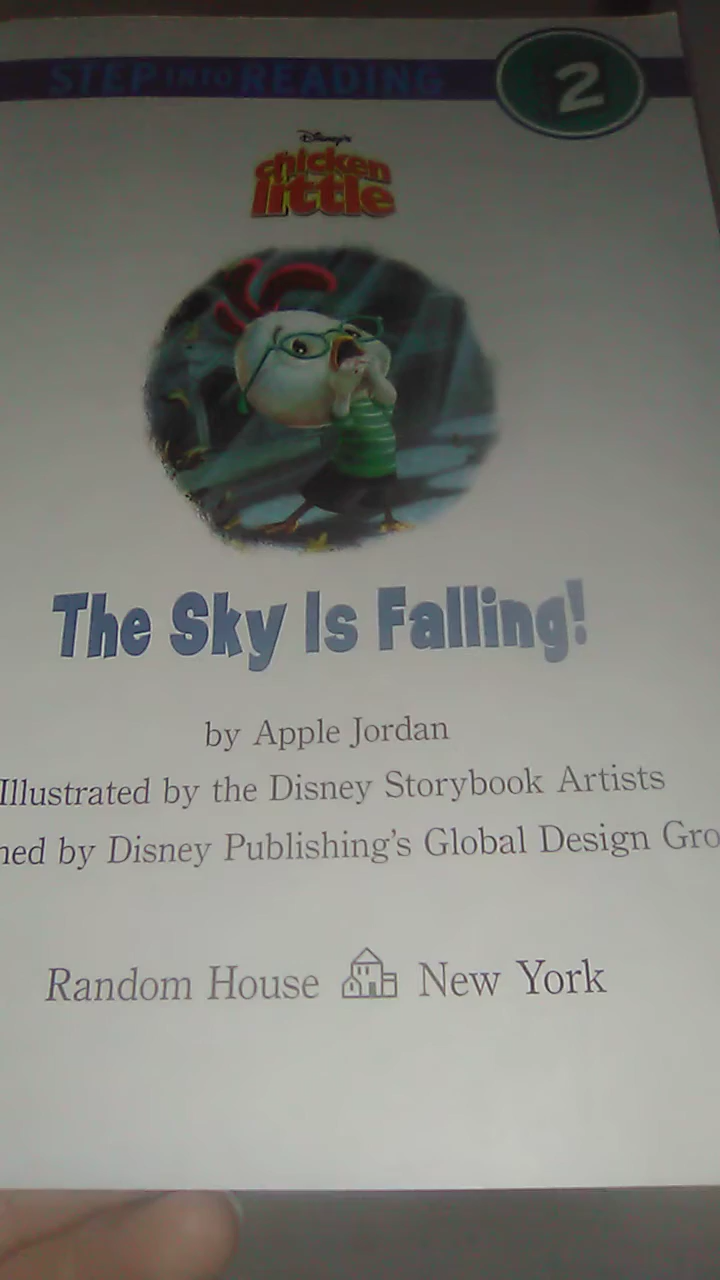 STEP INTO READING
2
Disney's
chicken
little
The Sky Is Falling!
by Apple Jordan
Illustrated by the Disney Storybook Artists
by Disney Publishing's Global Design
Random House New York